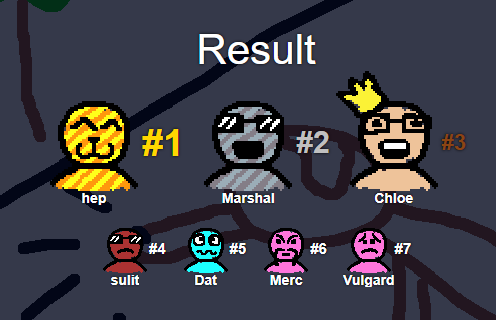 Result
#1
#2
#3
hep
Marshal
Chloe
#4
#5
#6
#7
sulit
Dat
Merc
Vulgard